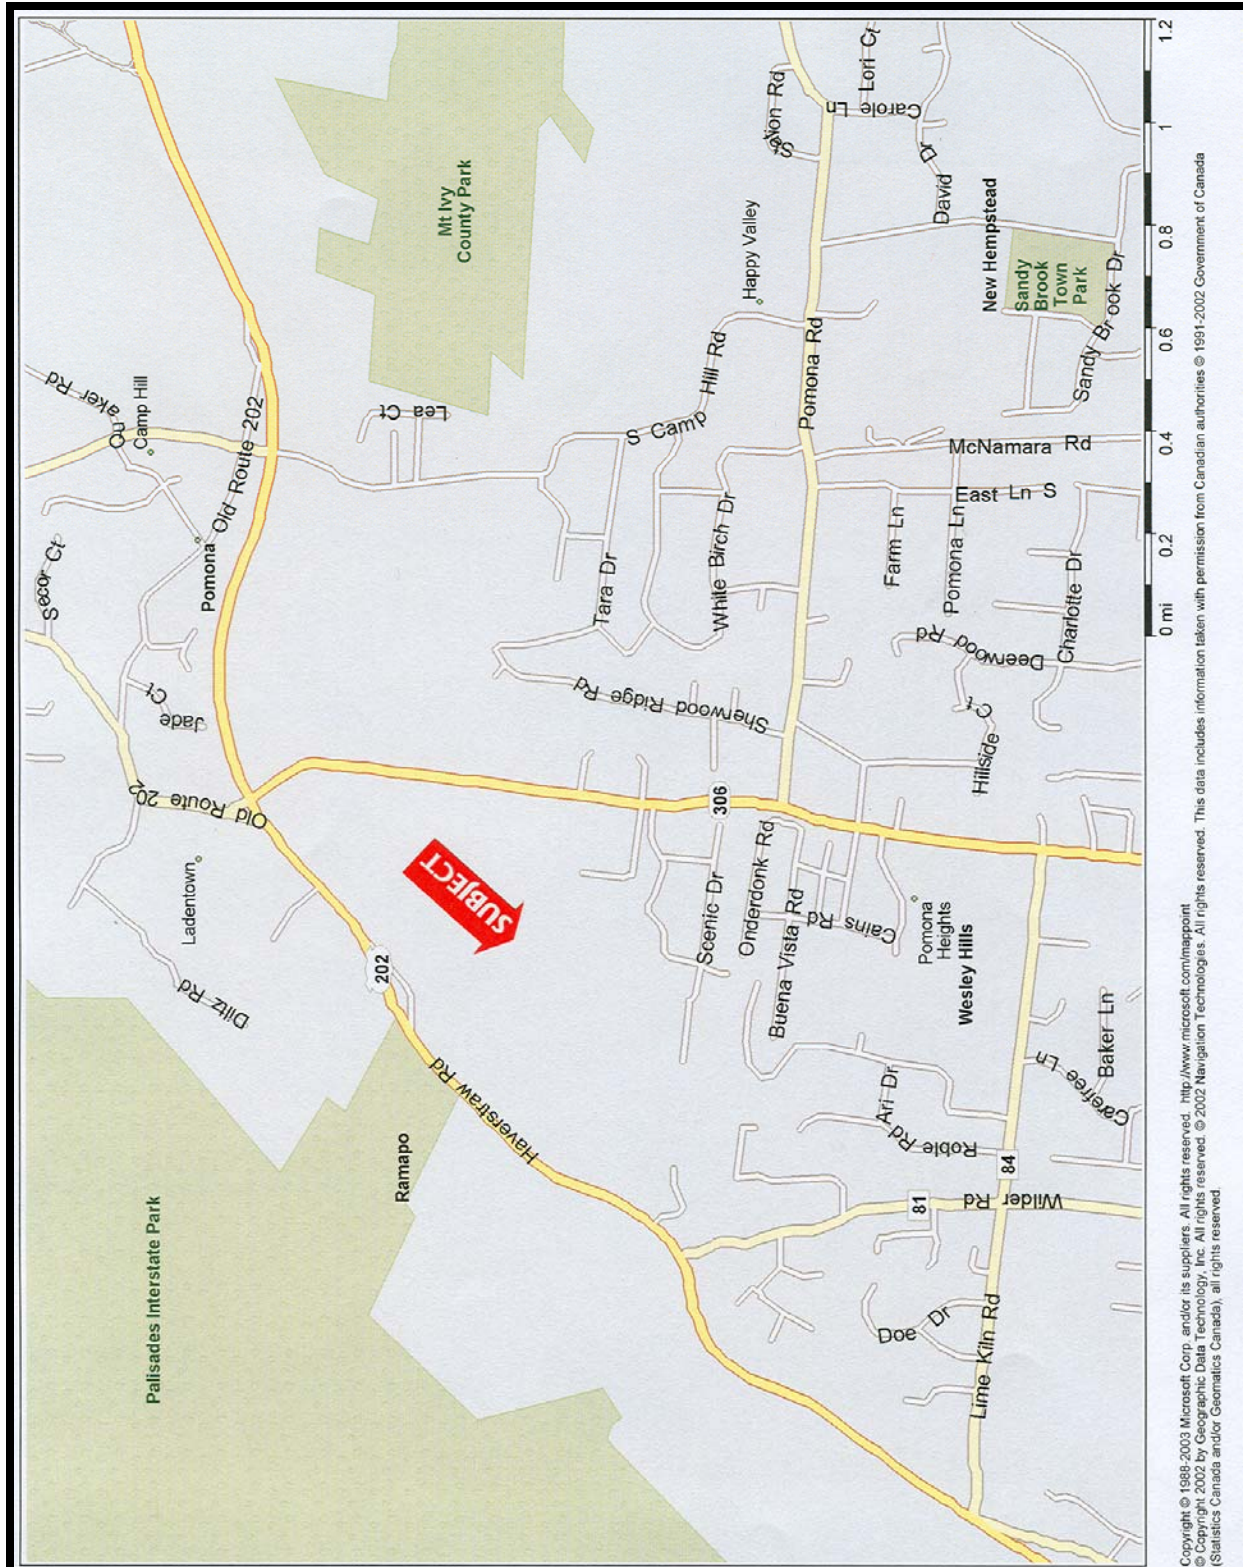 Palisades Interstate Park
Ramapo
Haverstraw Rd
202
Diltz Rd
Ladentown
Old Route 202
Jade Ct
Secor Ct
Pomona
Old Route 202
Camp Hill
Quaker Rd
Mt Ivy
County Park
Lea Ct
SUBJECT
306
Tara Dr
S Camp Hill Rd
Sherwood Ridge Rd
White Birch Dr
Happy Valley
Station Rd
Lori Ct
Carole Ln
David Dr
Pomona Rd
New Hempstead
Sandy
Brook
Town
Park
Sandy Brook Dr
McNamara Rd
East Ln S
Farm Ln
Pomona Ln
Charlotte Dr
Deerwood Rd
Hillside Ct
Scenic Dr
Onderdonk Rd
Buena Vista Rd
Cains Rd
Pomona
Heights
Wesley Hills
Ari Dr
Roble Rd
Carefree Ln
Baker Ln
84
81
Wilder Rd
Doe Dr
Lime Kiln Rd
0 mi 0.2 0.4 0.6 0.8 1 1.2
Copyright © 1988-2003 Microsoft Corp. and/or its suppliers. All rights reserved. http://www.microsoft.com/mappoint
© Copyright 2002 by Geographic Data Technology, Inc. All rights reserved. © 2002 Navigation Technologies. All rights reserved. This data includes information taken with permission from Canadian authorities © 1991-2002 Government of Canada
(Statistics Canada and/or Geomatics Canada), all rights reserved.